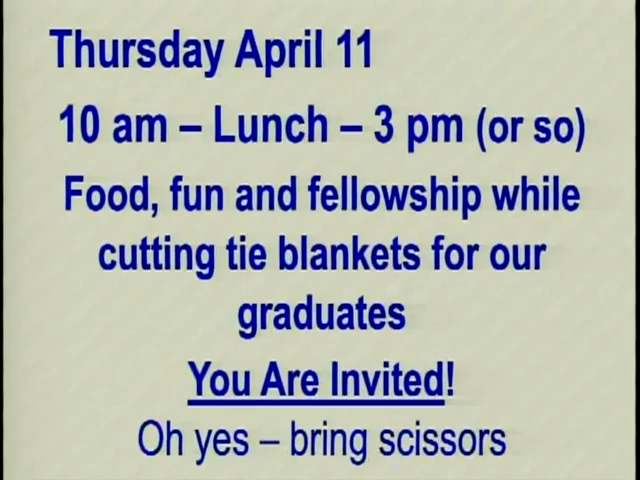 Thursday April 11
10 am – Lunch – 3 pm (or so)
Food, fun and fellowship while
cutting tie blankets for our
graduates
You Are Invited!
Oh yes – bring scissors